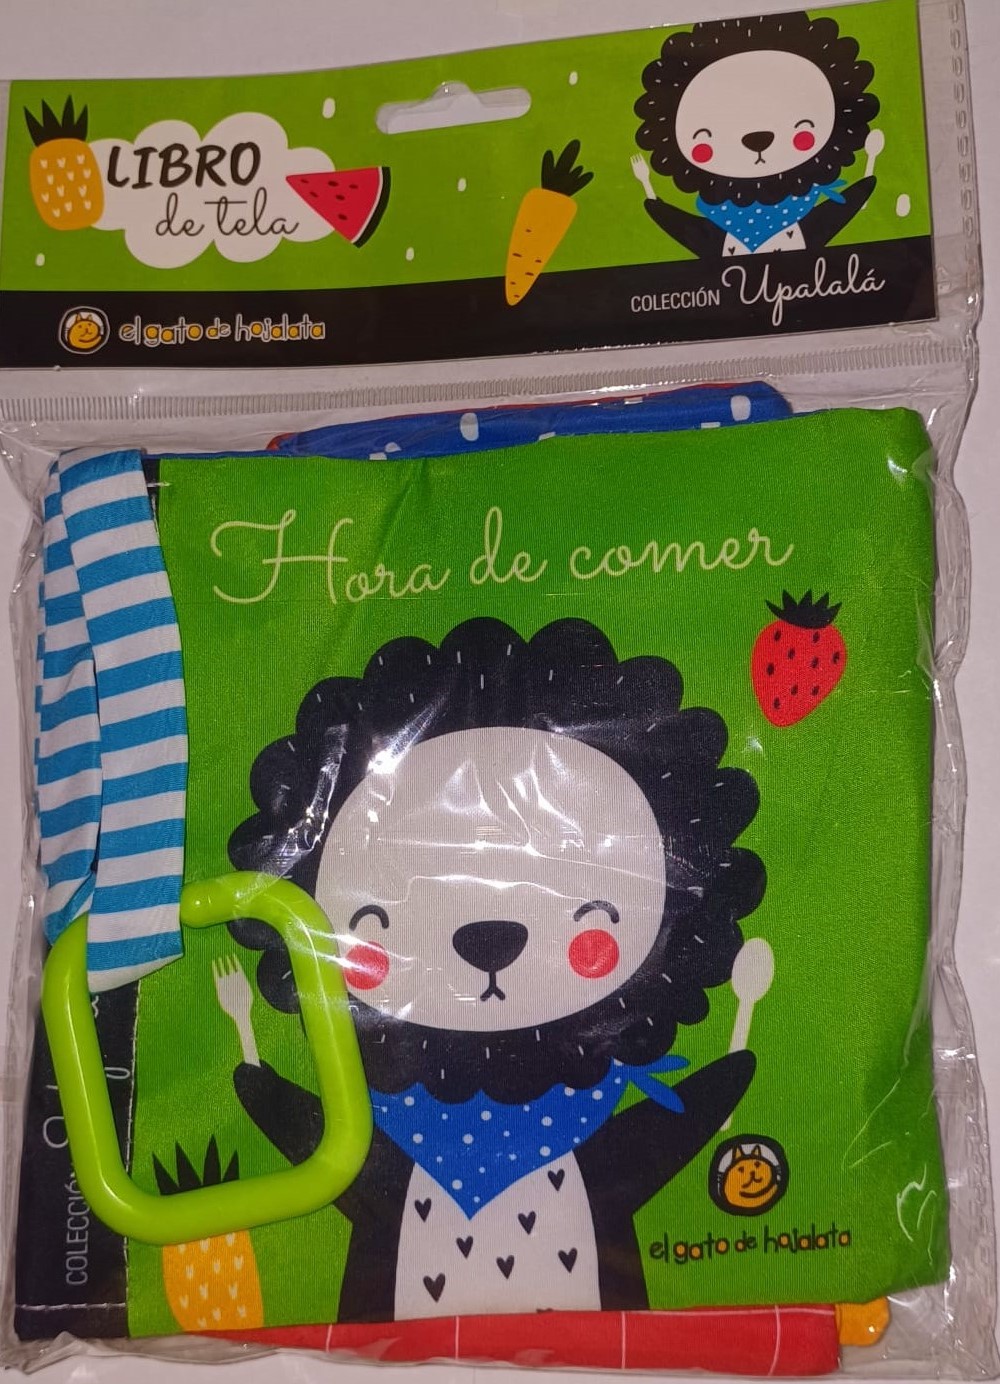 LIBRO
de tela
COLECCIÓN Upalalá
el gato de hojalata
Hora de comer
COLECCIÓN
el gato de hojalata